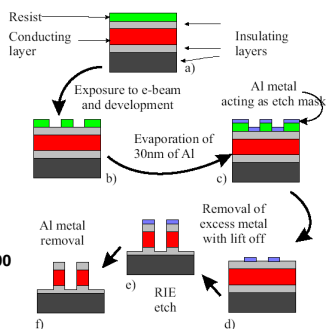 Resist
Conducting
layer
Insulating
layers
a)
Exposure to e-beam
and development
Al metal
acting as etch mask
b)
Evaporation of
30nm of Al
c)
Removal of
excess metal
with lift off
Al metal
removal
e)
RIE
etch
f)
d)